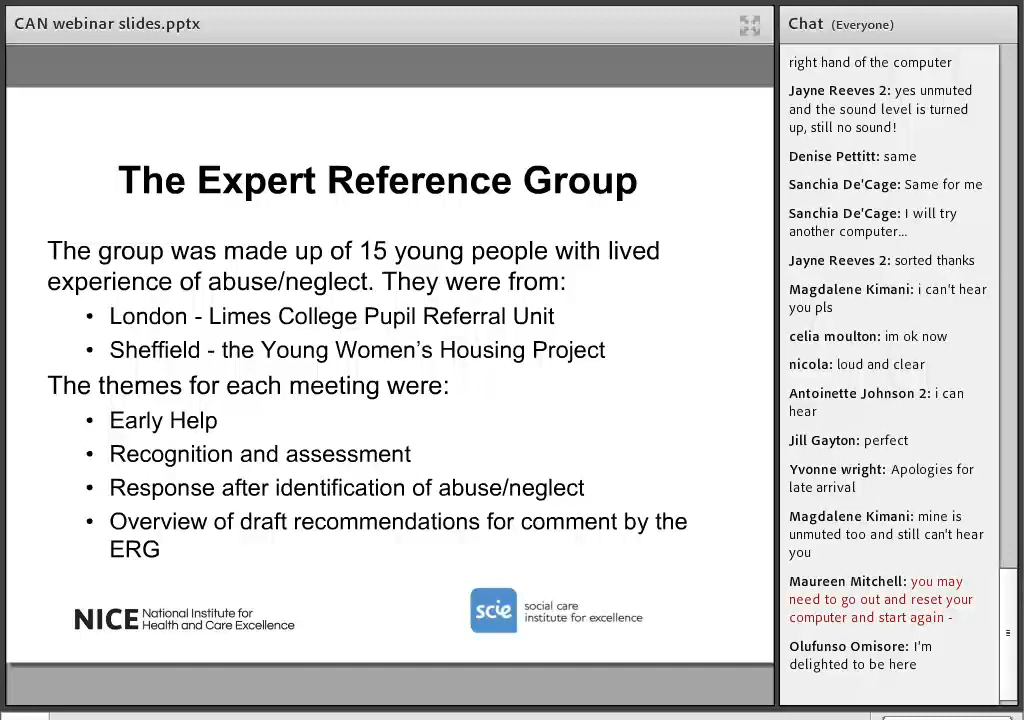 CAN webinar slides.pptx
The Expert Reference Group
The group was made up of 15 young people with lived
experience of abuse/neglect. They were from:
• London - Limes College Pupil Referral Unit
• Sheffield - the Young Women’s Housing Project
The themes for each meeting were:
• Early Help
• Recognition and assessment
• Response after identification of abuse/neglect
• Overview of draft recommendations for comment by the
ERG
NICE National Institute for
Health and Care Excellence
scie social care
institute for excellence
Chat (Everyone)
right hand of the computer
Jayne Reeves 2: yes unmuted
and the sound level is turned
up, still no sound!
Denise Pettitt: same
Sanchia De'Cage: Same for me
Sanchia De'Cage: I will try
another computer...
Jayne Reeves 2: sorted thanks
Magdalene Kimani: i can't hear
you pls
celia moulton: im ok now
nicola: loud and clear
Antoinette Johnson 2: i can
hear
Jill Gayton: perfect
Yvonne wright: Apologies for
late arrival
Magdalene Kimani: mine is
unmuted too and still can't hear
you
Maureen Mitchell: you may
need to go out and reset your
computer and start again -
Olufunso Omisore: I'm
delighted to be here